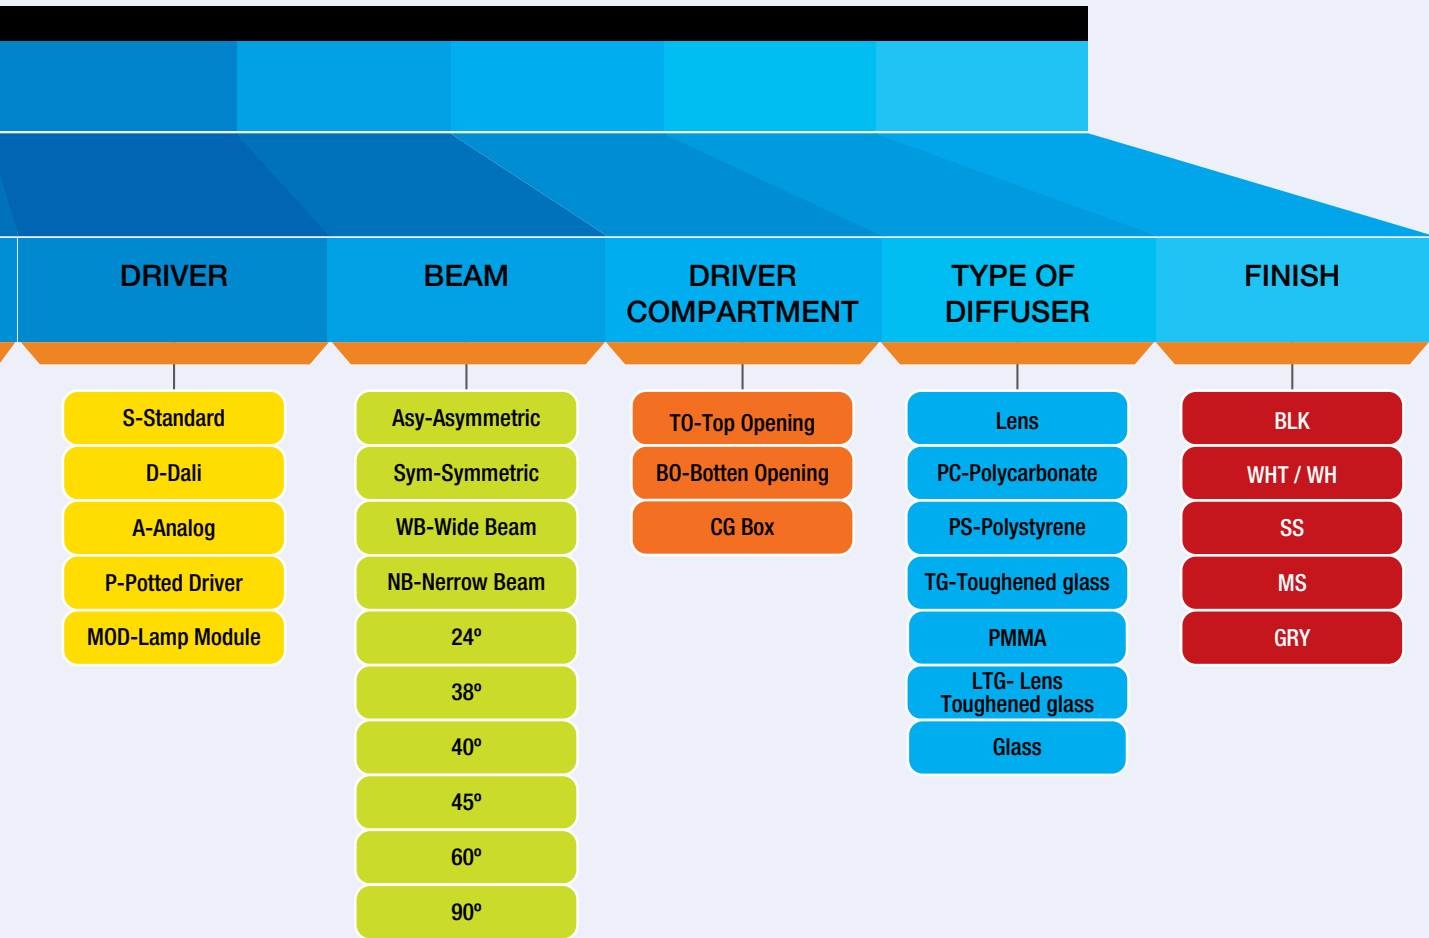 DRIVER
S-Standard
D-Dali
A-Analog
P-Potted Driver
MOD-Lamp Module
BEAM
Asy-Asymmetric
Sym-Symmetric
WB-Wide Beam
NB-Nerrow Beam
24º
38º
40º
45º
60º
90º
DRIVER
COMPARTMENT
TO-Top Opening
BO-Botten Opening
CG Box
TYPE OF
DIFFUSER
Lens
PC-Polycarbonate
PS-Polystyrene
TG-Toughened glass
PMMA
LTG- Lens
Toughened glass
Glass
FINISH
BLK
WHT / WH
SS
MS
GRY